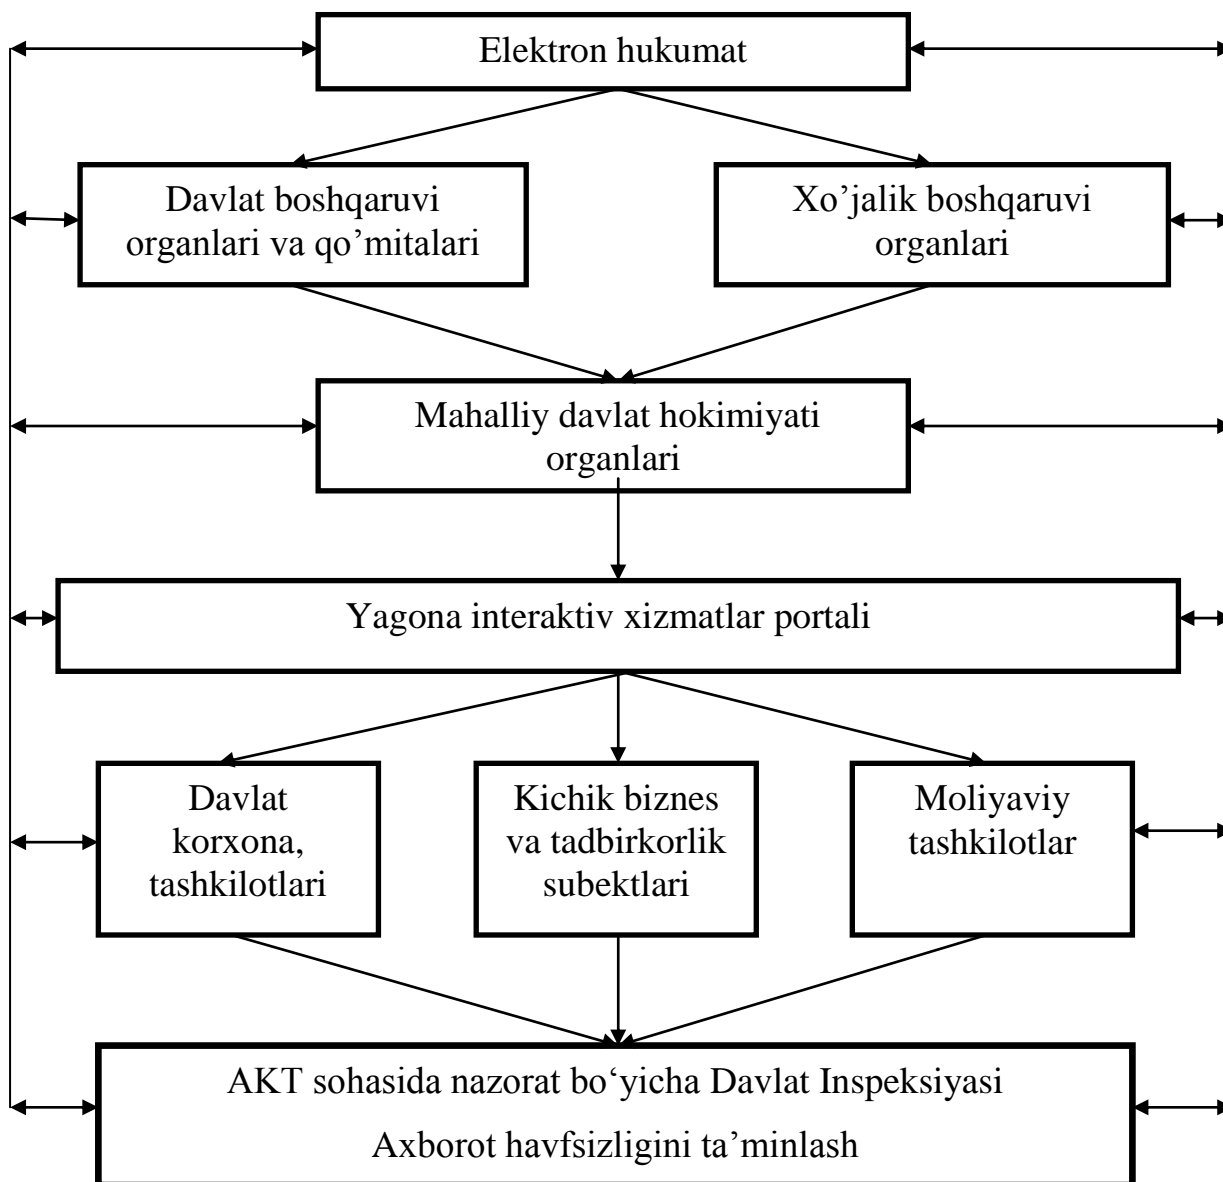 Elektron hukumat
Davlat boshqaruvi
organlari va qo’mitalari
Xo’jalik boshqaruvi
organlari
Mahalliy davlat hokimiyati
organlari
Yagona interaktiv xizmatlar portali
Davlat
korxona,
tashkilotlari
Kichik biznes
va tadbirkorlik
subektlari
Moliyaviy
tashkilotlar
AKT sohasida nazorat bo‘yicha Davlat Inspeksiyasi
Axborot havfsizligini ta’minlash